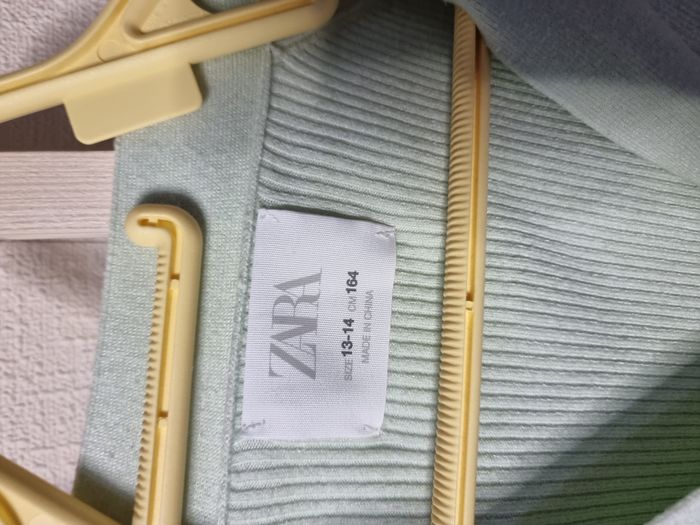 ZARA
SIZE 13-14 CM 164
MADE IN CHINA